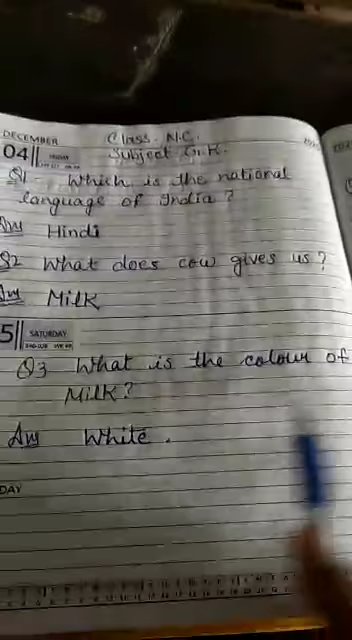 DECEMBER
Class. N.C.
04
Subject G.K.
Q1- Which is the national
language of India?
Ans Hindi
Q2 What does cow gives us?
Ans Milk
5 SATURDAY
Q3 What is the colour of
Milk?
Ans White.
DAY